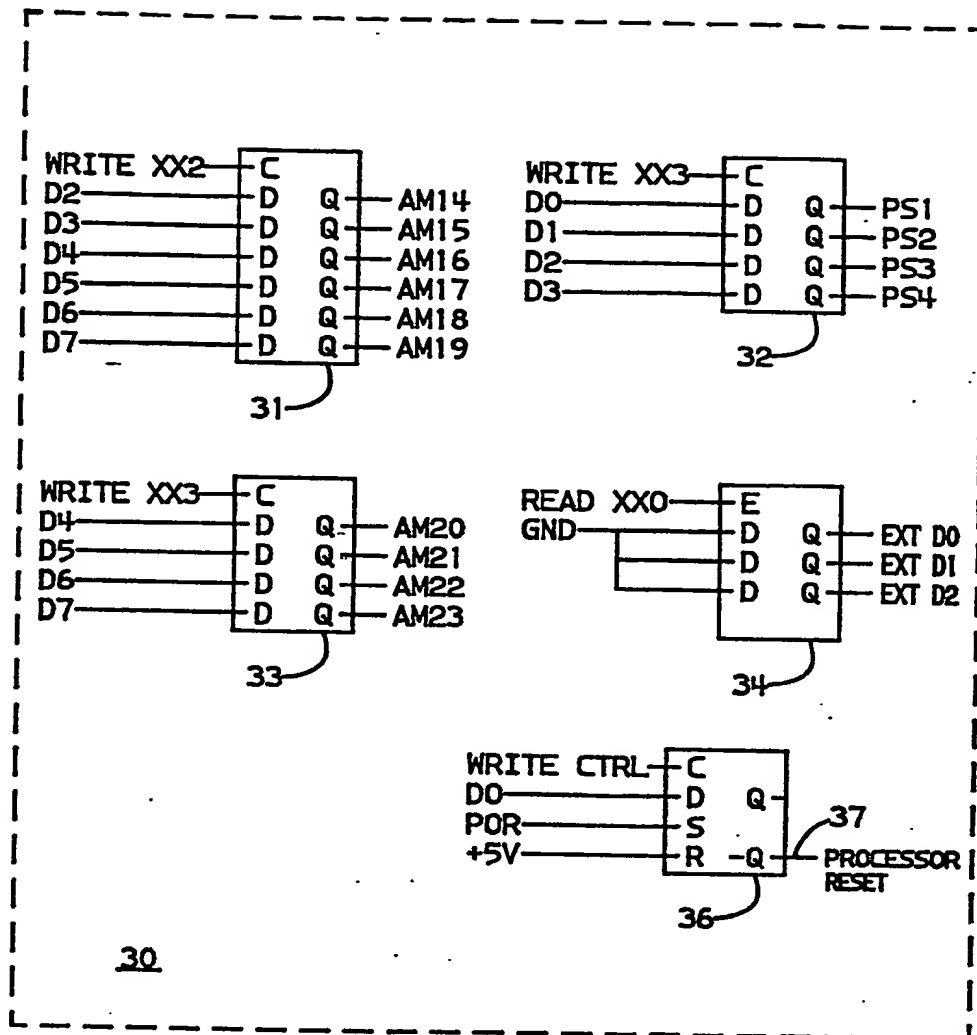 WRITE XX2 C
D2 D Q AM14
D3 D Q AM15
D4 D Q AM16
D5 D Q AM17
D6 D Q AM18
D7 D Q AM19
31
WRITE XX3 C
D0 D Q PS1
D1 D Q PS2
D2 D Q PS3
D3 D Q PS4
32
WRITE XX3 C
D4 D Q AM20
D5 D Q AM21
D6 D Q AM22
D7 D Q AM23
33
READ XX0 E
GND D Q EXT D0
D Q EXT D1
D Q EXT D2
34
WRITE CTRL C
D0 D Q
POR S
37
+5V R -Q PROCESSOR
RESET
36
30